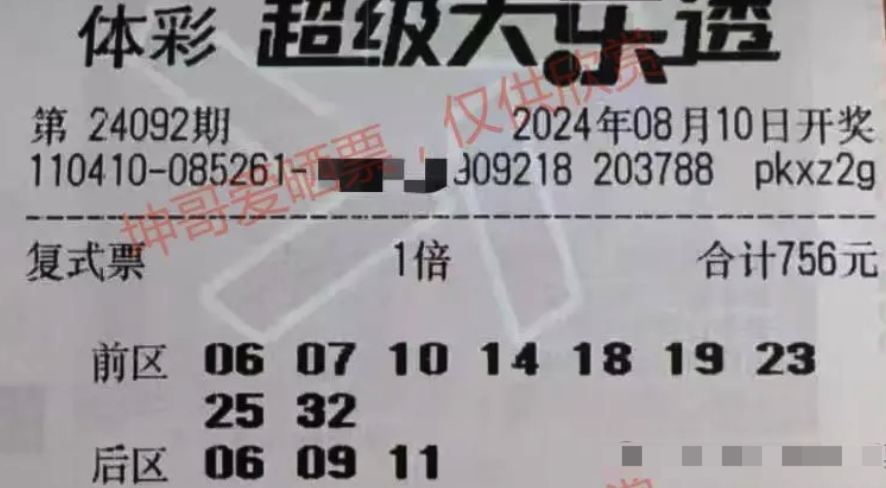 体彩 超级大乐透
第 24092期 2024年08月10日开奖
110410-085261- 909218 203788 pkxz2g
复式票 1倍 合计756元
前区 06 07 10 14 18 19 23
25 32
后区 06 09 11
坤哥爱晒票，仅供欣赏